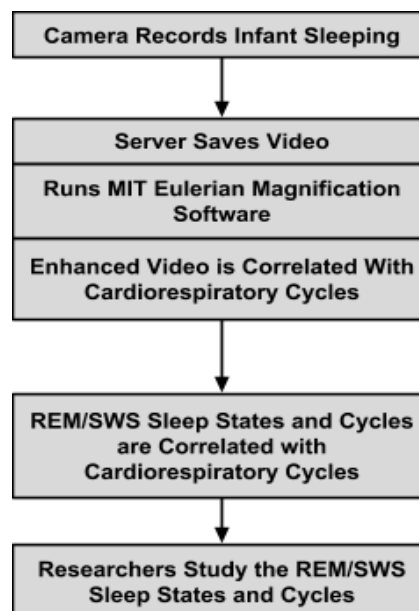 Camera Records Infant Sleeping
Server Saves Video
Runs MIT Eulerian Magnification
Software
Enhanced Video is Correlated With
Cardiorespiratory Cycles
REM/SWS Sleep States and Cycles
are Correlated with
Cardiorespiratory Cycles
Researchers Study the REM/SWS
Sleep States and Cycles